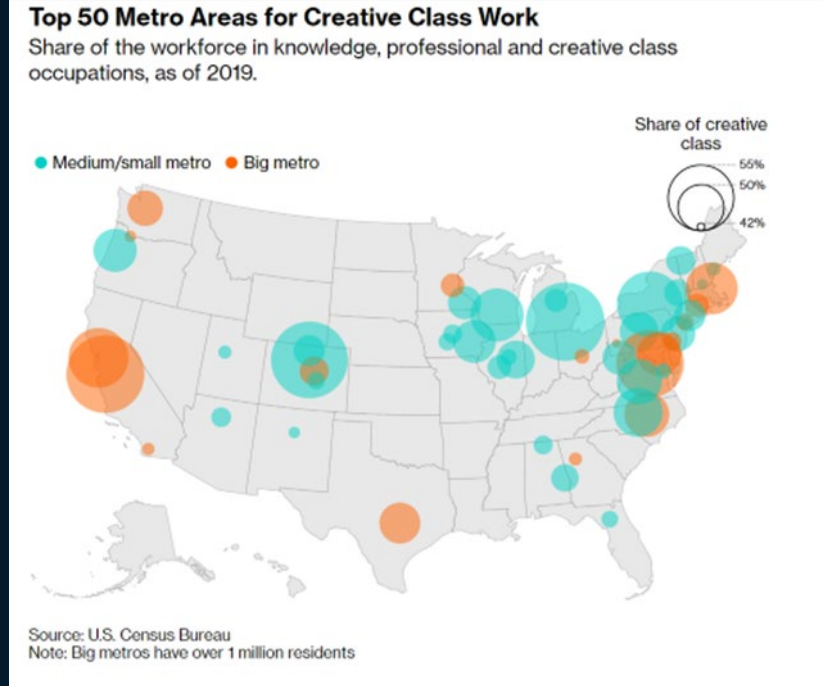 Top 50 Metro Areas for Creative Class Work
Share of the workforce in knowledge, professional and creative class
occupations, as of 2019.
Share of creative
class
55%
50%
42%
Medium/small metro
Big metro
Source: U.S. Census Bureau
Note: Big metros have over 1 million residents